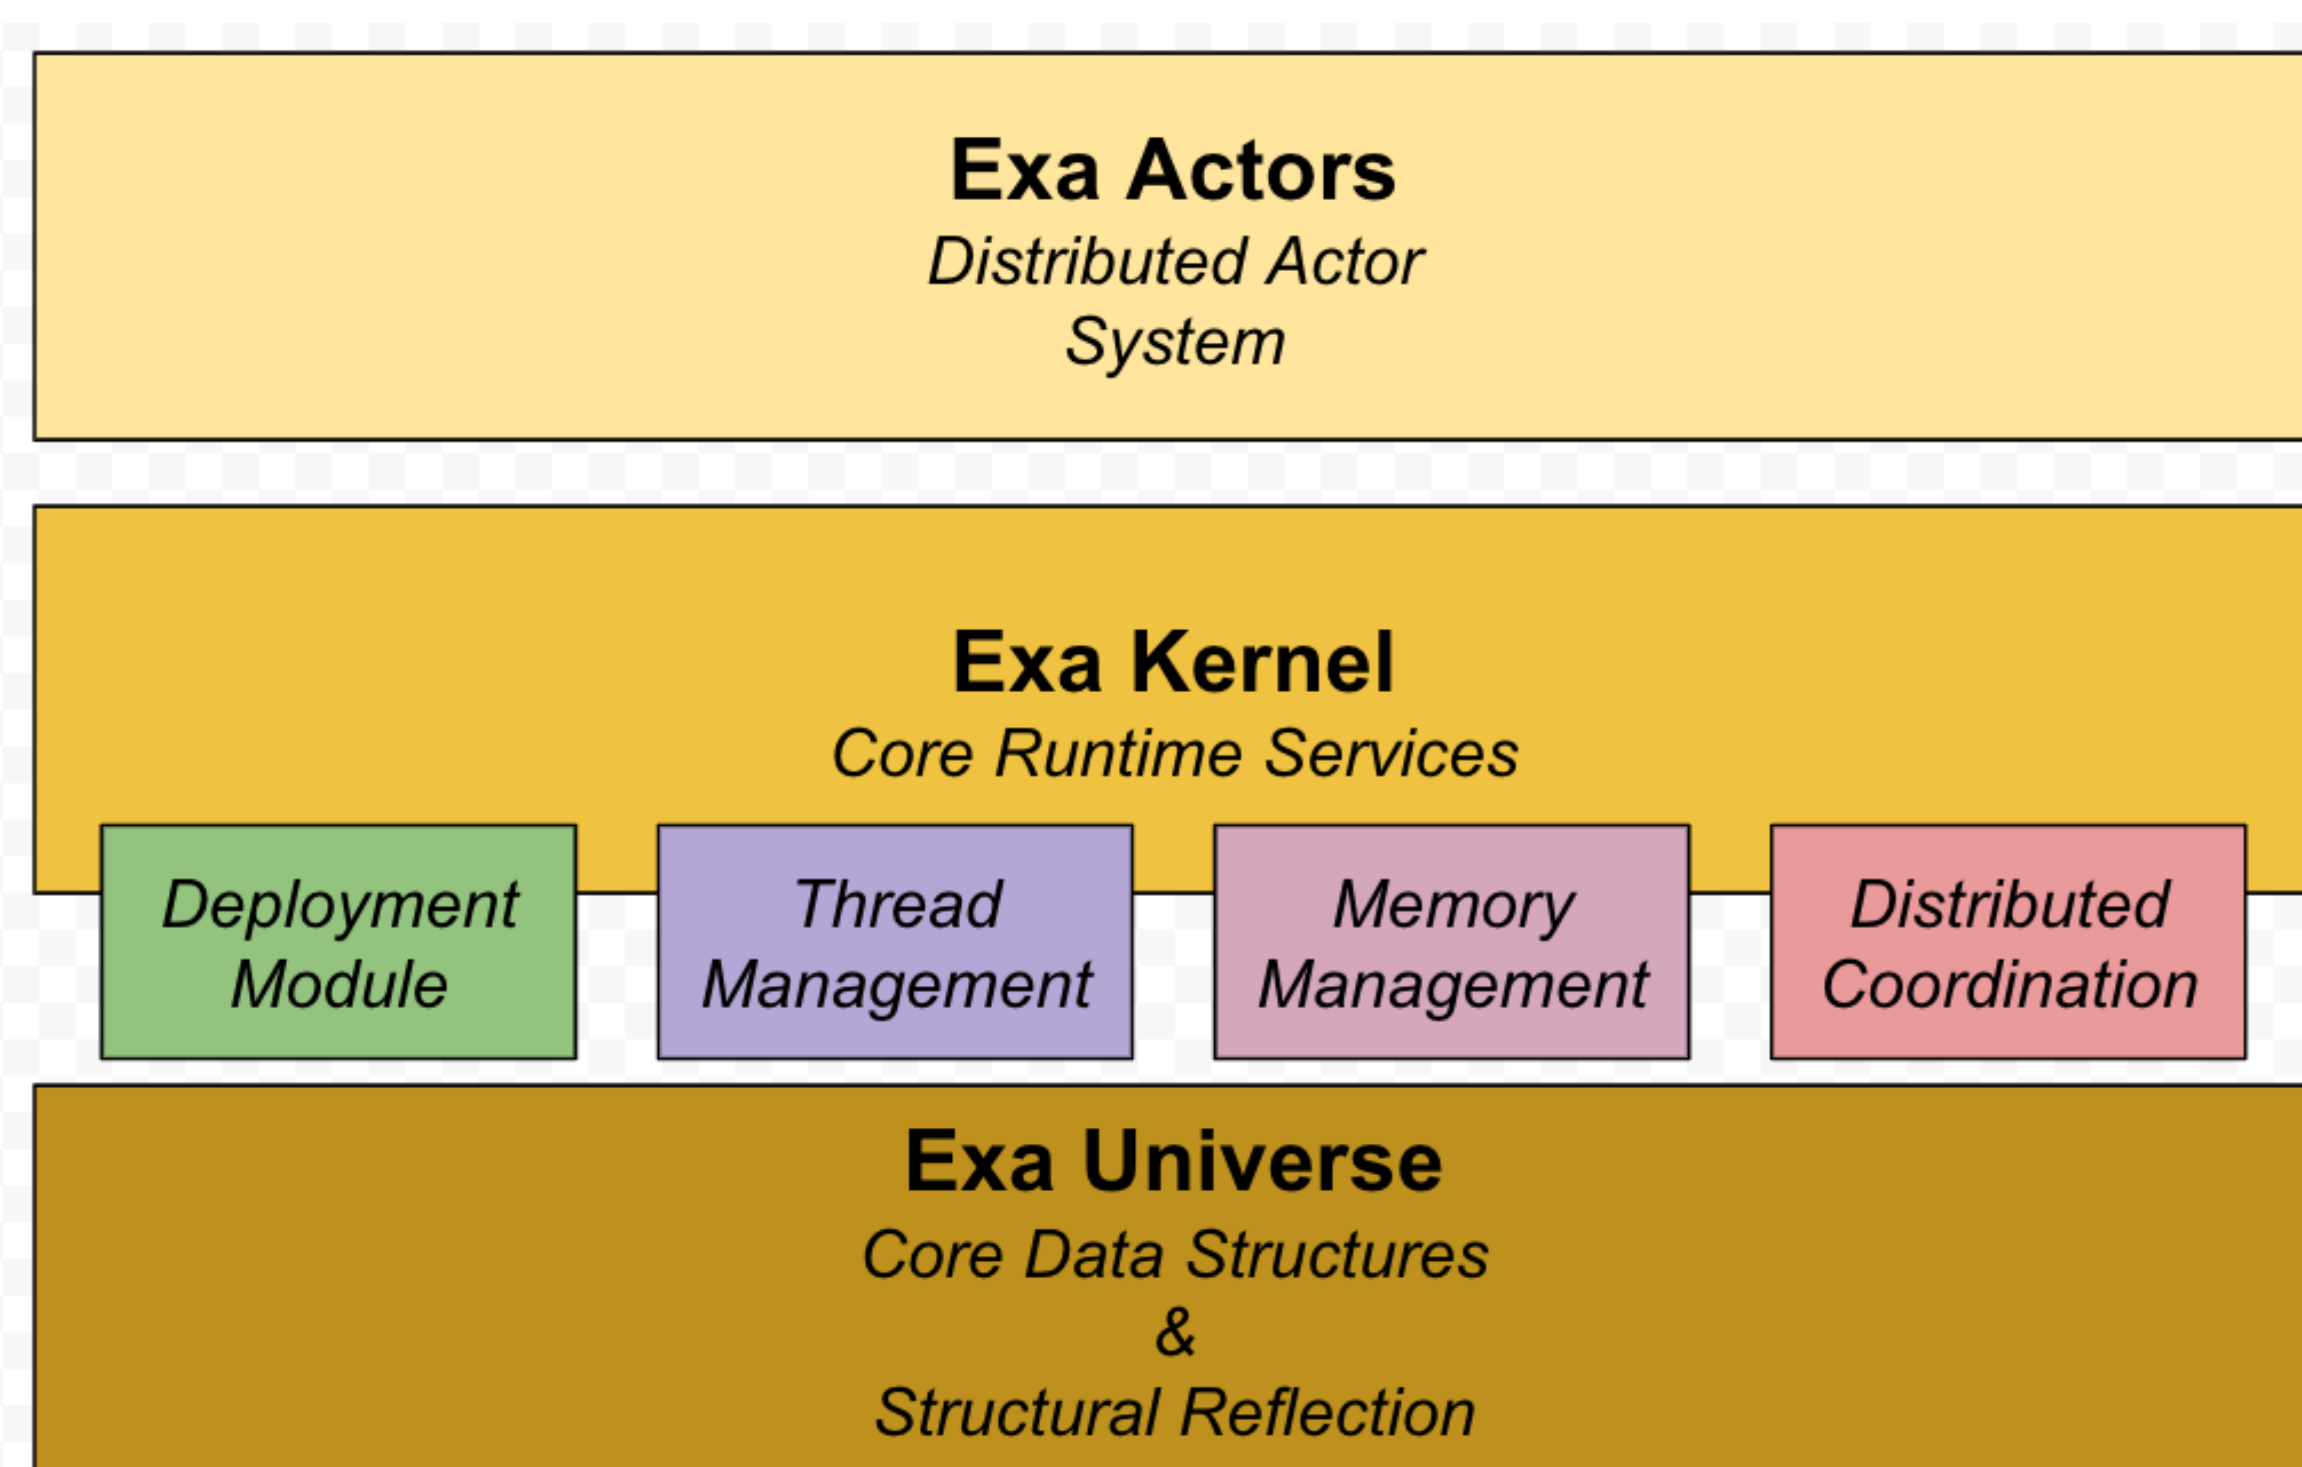 Exa Actors
Distributed Actor
System
Exa Kernel
Core Runtime Services
Deployment
Module
Thread
Management
Memory
Management
Distributed
Coordination
Exa Universe
Core Data Structures
&
Structural Reflection